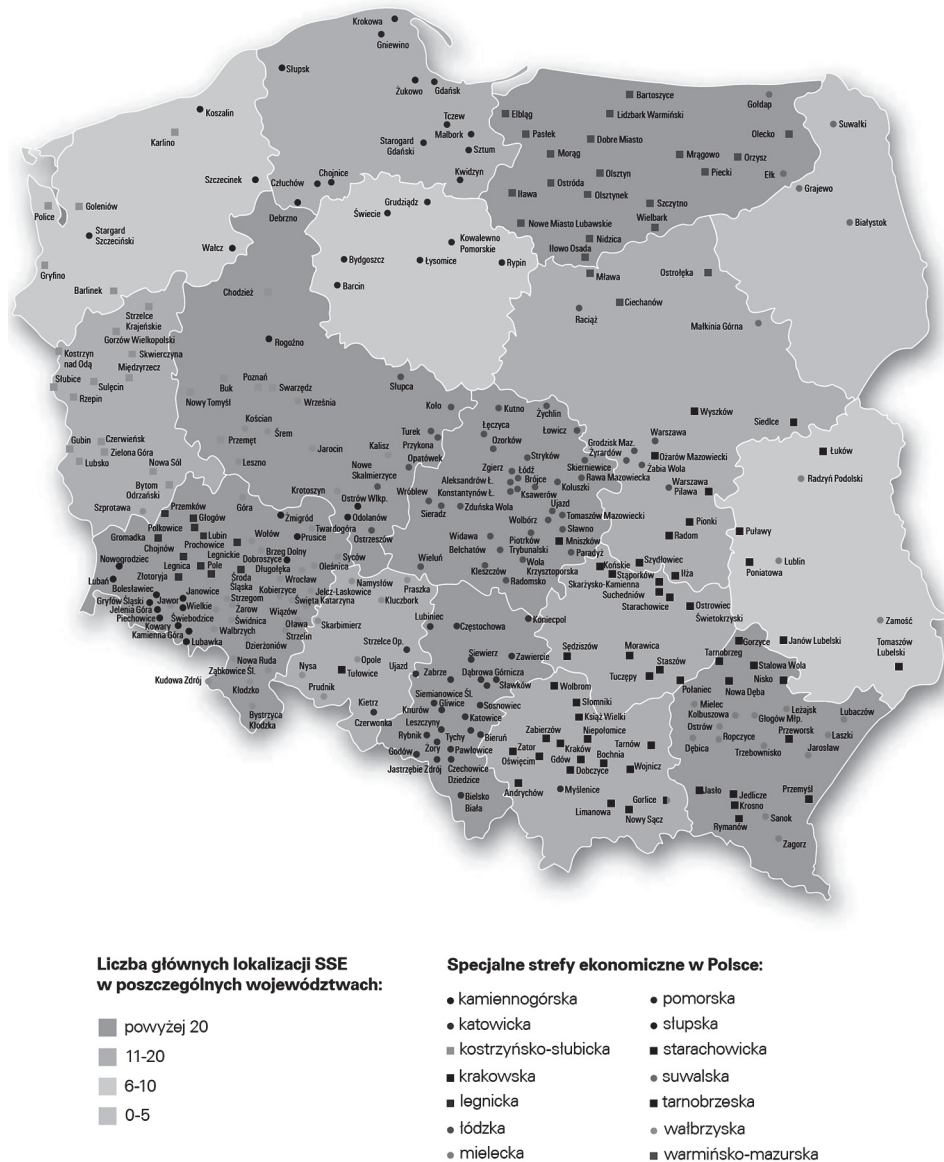 Krokowa
Gniewino
Słupsk
Żukowo
Gdańsk
Koszalin
Karlino
Tczew
Malbork
Starogard
Gdański
Sztum
Szczecinek
Człuchów
Chojnice
Kwidzyn
Debrzno
Police
Goleniów
Stargard
Szczeciński
Wałcz
Gryfino
Barlinek
Grudziądz
Świecie
Kowalewno
Pomorskie
Bydgoszcz
Łysomice
Rypin
Barcin
Bartoszyce
Gołdap
Elbląg
Lidzbark Warmiński
Pasłęk
Dobre Miasto
Olecko
Morąg
Mrągowo
Orzysz
Olsztyn
Piecki
Ełk
Ostróda
Iława
Olsztynek
Szczytno
Nowe Miasto Lubawskie
Wielbark
Nidzica
Iłowo Osada
Suwałki
Grajewo
Białystok
Mława
Ostrołęka
Ciechanów
Raciąż
Małkinia Górna
Chodzież
Strzelce
Krajeńskie
Gorzów Wielkopolski
Kostrzyn
nad Odą
Skwierczyna
Międzyrzecz
Słubice
Sulęcin
Rzepin
Rogoźno
Poznań
Buk
Swarzędz
Nowy Tomyśl
Września
Słupca
Kościan
Śrem
Przemęt
Gubin
Czerwieńsk
Zielona Góra
Lubsko
Nowa Sól
Leszno
Jarocin
Kalisz
Koło
Turek
Przykona
Opatówek
Nowe
Skalmierzyce
Bytom
Odrzański
Krotoszyn
Ostrów Wlkp.
Szprotawa
Góra
Odolanów
Ostrzeszów
Kutno
Żychlin
Łęczyca
Łowicz
Ozorków
Stryków
Skierniewice
Zgierz
Łódź
Rawa Mazowiecka
Aleksandrów Ł.
Brójce
Koluszki
Konstantynów Ł.
Ksawerów
Wróblew
Zduńska Wola
Sieradz
Ujazd
Wolbórz
Tomaszów Mazowiecki
Sławno
Widawa
Piotrków
Trybunalski
Mniszków
Bełchatów
Paradyż
Wieluń
Wola
Krzysztoporska
Kleszczów
Radomsko
Wyszków
Siedlce
Grodzisk Maz.
Żyrardów
Warszawa
Ożarów Mazowiecki
Żabia Wola
Warszawa
Piława
Pionki
Radom
Szydłowiec
Iłża
Łuków
Radzyń Podolski
Puławy
Poniatowa
Lublin
Zamość
Tomaszów
Lubelski
Janów Lubelski
Przemków
Głogów
Polkowice
Gromadka
Lubin
Prochowice
Chojnów
Legnickie
Pole
Nowogrodziec
Legnica
Złotoryja
Lubań
Bolesławiec
Janowice
Wielkie
Gryfów Śląski
Jawor
Jelenia Góra
Piechowice
Świebodzice
Kowary
Kamienna Góra
Lubawka
Żmigród
Wołów
Prusice
Twardogóra
Brzeg Dolny
Syców
Dobroszyce
Długołęka
Oleśnica
Środa
Śląska
Wrocław
Kobierzyce
Jelcz-Laskowice
Święta Katarzyna
Strzegom
Żarow
Wiązów
Świdnica
Oława
Wałbrzych
Strzelin
Dzierżoniów
Nowa Ruda
Ząbkowice Śl.
Kudowa Zdrój
Kłodzko
Bystrzyca
Kłodzka
Namysłów
Praszka
Kluczbork
Skarbimierz
Strzelce Op.
Opole
Ujazd
Nysa
Tułowice
Prudnik
Kietrz
Lubiniec
Częstochowa
Koniecpol
Siewierz
Zawiercie
Zabrze
Dąbrowa Górnicza
Sławków
Siemianowice Śl.
Gliwice
Sosnowiec
Knurów
Katowice
Leszczyny
Czerwonka
Rybnik
Tychy
Bieruń
Godów
Żory
Pawłowice
Jastrzębie Zdrój
Czechowice
Dziedzice
Bielsko
Biała
Końskie
Stąporków
Skarżysko-Kamienna
Suchedniów
Starachowice
Ostrowiec
Świetokrzyski
Sędziszów
Morawica
Staszów
Tuczępy
Połaniec
Wolbrom
Słomniki
Książ Wielki
Niepołomice
Zabierzów
Zator
Kraków
Tarnów
Oświęcim
Gdów
Bochnia
Dobczyce
Wojnicz
Andrychów
Myślenice
Limanowa
Gorlice
Nowy Sącz
Gorzyce
Tarnobrzeg
Stalowa Wola
Nisko
Nowa Dęba
Mielec
Leżajsk
Lubaczów
Kolbuszowa
Głogów Młp.
Ostrów
Przeworsk
Laszki
Ropczyce
Dębica
Trzebownisko
Jarosław
Jasło
Jedlicze
Przemyśl
Krosno
Rymanów
Sanok
Zagorz
Liczba głównych lokalizacji SSE
w poszczególnych województwach:
powyżej 20
11-20
6-10
0-5
Specjalne strefy ekonomiczne w Polsce:
kamiennogórska
katowicka
kostrzyńsko-słubicka
krakowska
legnicka
łódzka
mielecka
pomorska
słupska
starachowicka
suwalska
tarnobrzeska
wałbrzyska
warmińsko-mazurska